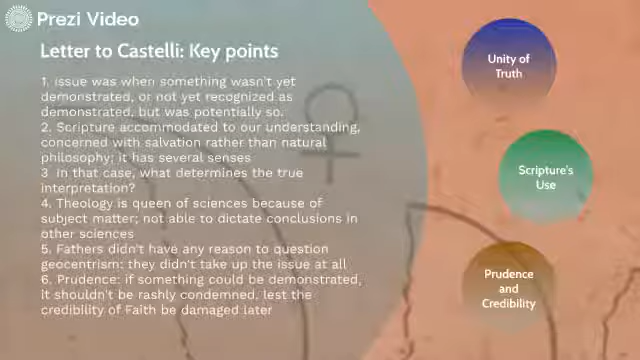 Prezi Video
Letter to Castelli: Key points
1. Issue was when something wasn't yet
demonstrated, or not yet recognized as
demonstrated, but was potentially so.
2. Scripture accommodated to our understanding,
concerned with salvation rather than natural
philosophy; it has several senses
3. In that case, what determines the true
interpretation?
4. Theology is queen of sciences because of
subject matter; not able to dictate conclusions in
other sciences
5. Fathers didn't have any reason to question
geocentrism; they didn't take up the issue at all
6. Prudence: if something could be demonstrated,
it shouldn't be rashly condemned, lest the
credibility of Faith be damaged later
Unity of
Truth
Scripture's
Use
Prudence
and
Credibility